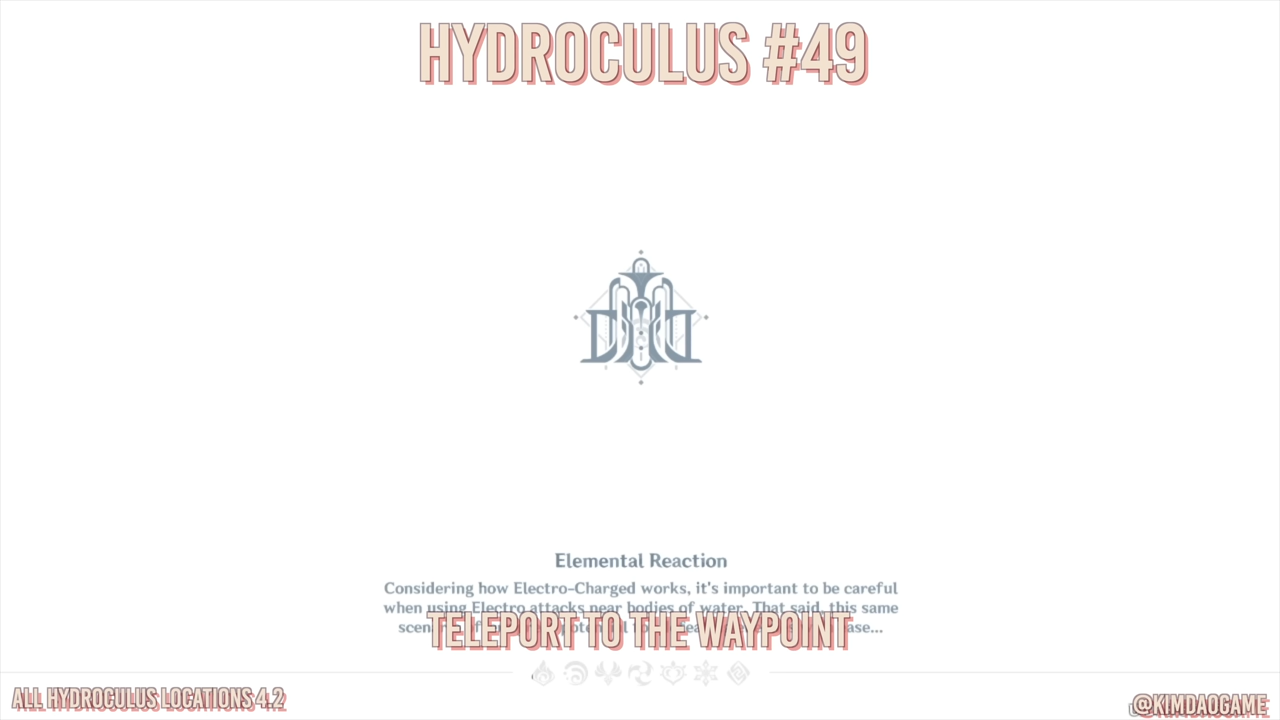 HYDROCULUS #49
Elemental Reaction
Considering how Electro-Charged works, it's important to be careful
when using Electro attacks near bodies of water. That said, this same
TELEPORT TO THE WAYPOINT
ALL HYDROCULUS LOCATIONS 4.2
@KIMDAOGAME